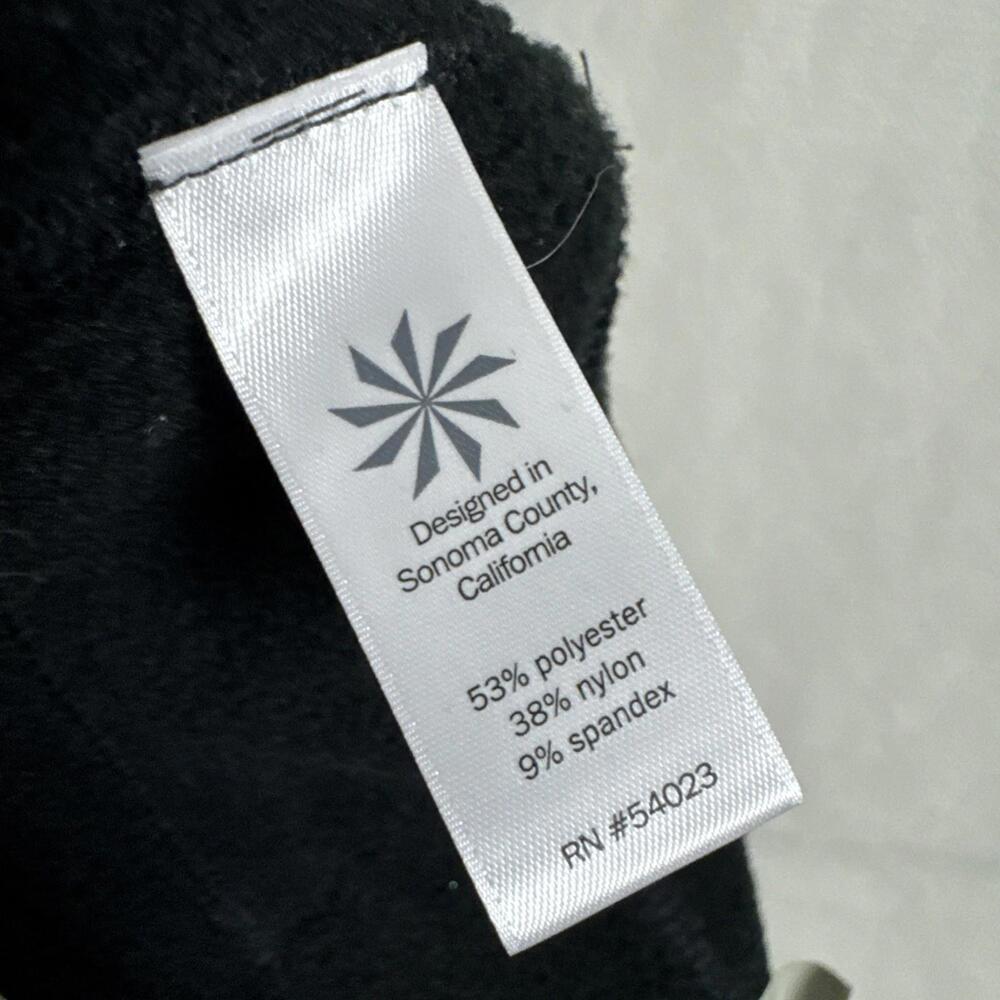 Designed in
Sonoma County,
California
53% polyester
38% nylon
9% spandex
RN #54023